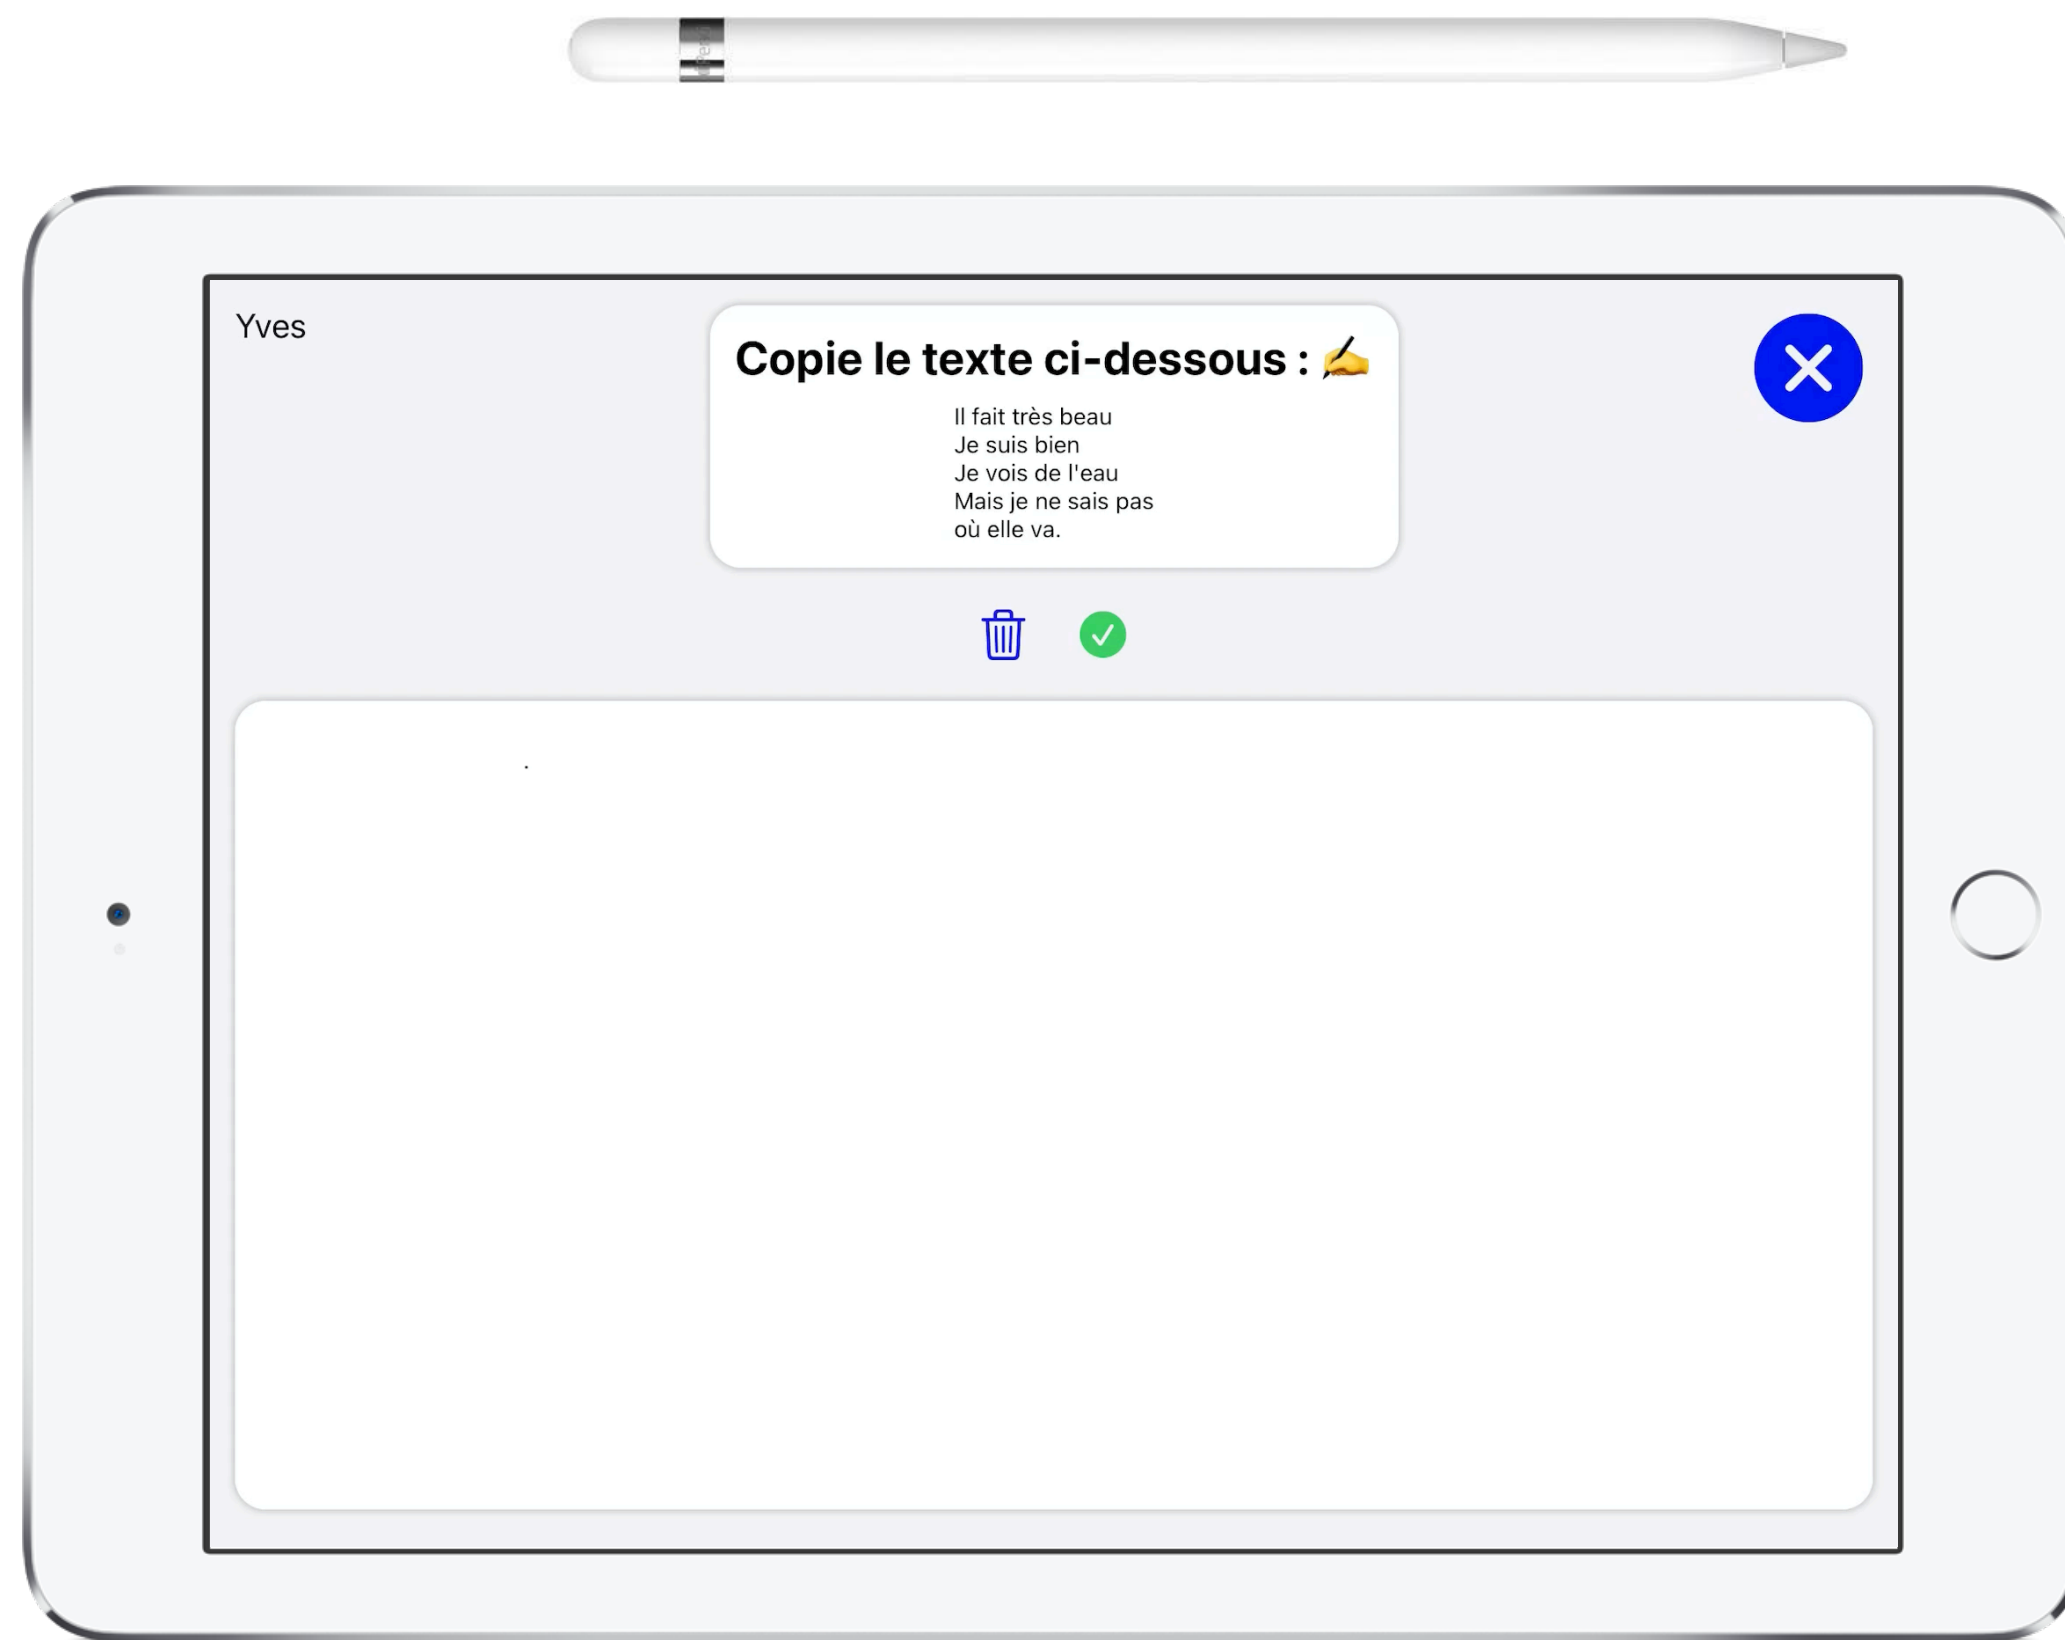 Yves
Copie le texte ci-dessous : ✍️
Il fait très beau
Je suis bien
Je vois de l'eau
Mais je ne sais pas
où elle va.